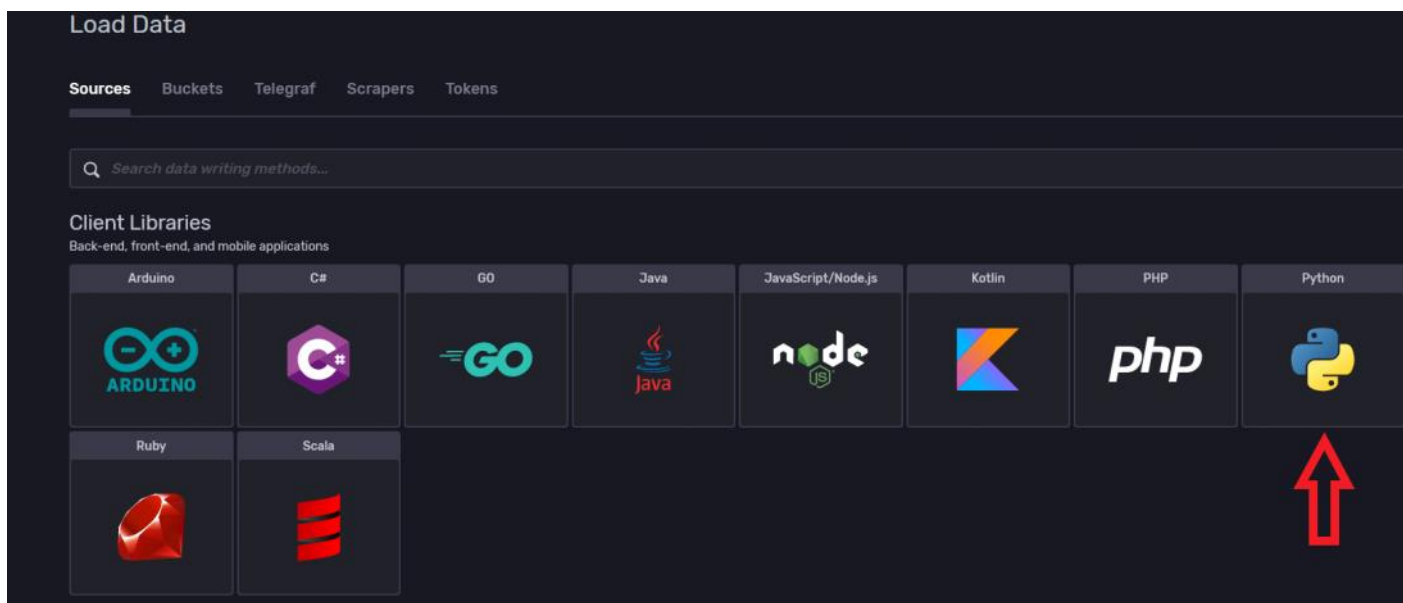 Load Data
Sources Buckets Telegraf Scrapers Tokens
Search data writing methods...
Client Libraries
Back-end, front-end, and mobile applications
Arduino C# GO Java JavaScript/Node.js Kotlin PHP Python
ARDUINO C# GO Java node JS php
Ruby Scala